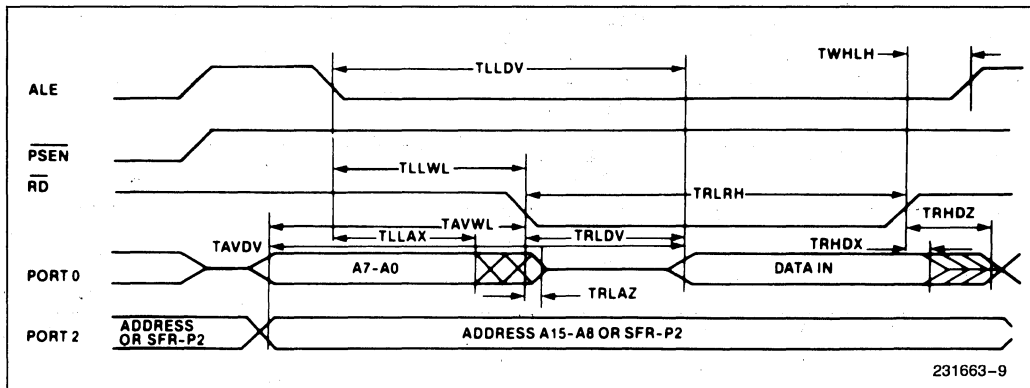 TLLDV
TWHLH
ALE
PSEN
TLLWL
RD
TRLRH
TAVWL
TRHDZ
TAVDV
TLLAX
TRLDV
TRHDX
PORT 0
A7-A0
DATA IN
TRLAZ
PORT 2
ADDRESS
OR SFR-P2
ADDRESS A15-A8 OR SFR-P2
231663-9